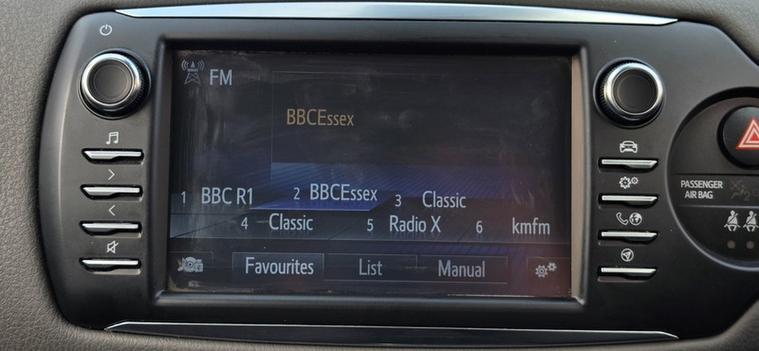 FM
BBCEssex
1 BBC R1 2 BBCEssex 3 Classic
4 Classic 5 Radio X 6 kmfm
Favourites List Manual
PASSENGER
AIR BAG